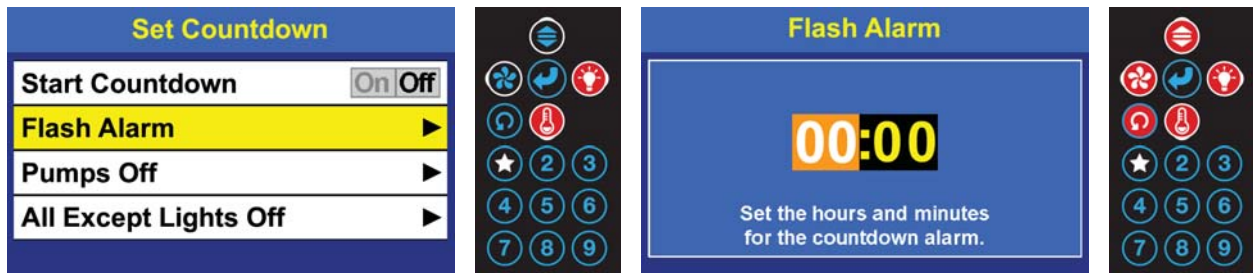 Set Countdown
Start Countdown On Off
Flash Alarm
Pumps Off
All Except Lights Off
2 3
4 5 6
7 8 9
Flash Alarm
00:00
Set the hours and minutes
for the countdown alarm.
2 3
4 5 6
7 8 9